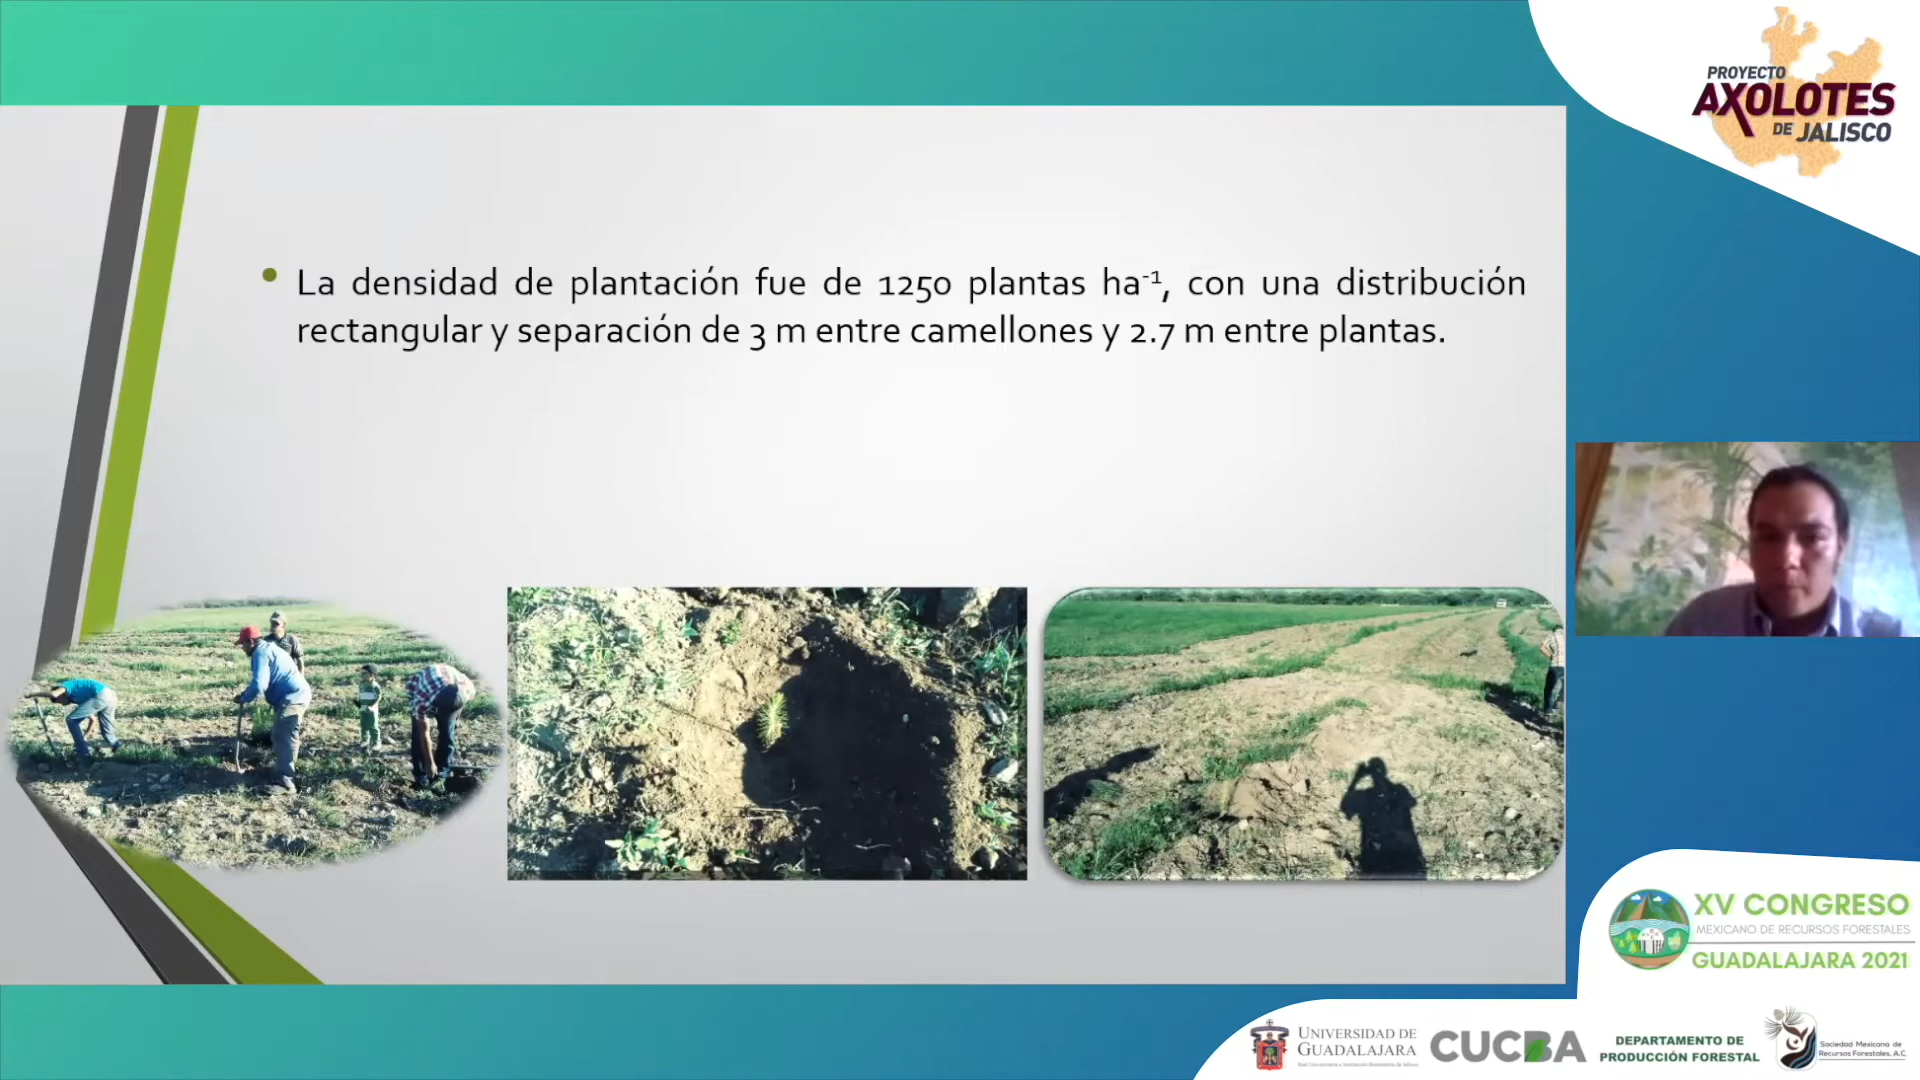 PROYECTO
AXOLOTES
DE JALISCO
• La densidad de plantación fue de 1250 plantas ha⁻¹, con una distribución
rectangular y separación de 3 m entre camellones y 2.7 m entre plantas.
XV CONGRESO
MEXICANO DE RECURSOS FORESTALES
GUADALAJARA 2021
UNIVERSIDAD DE
GUADALAJARA
CUCBA
DEPARTAMENTO DE
PRODUCCIÓN FORESTAL
Sociedad Mexicana de
Recursos Forestales, A.C.